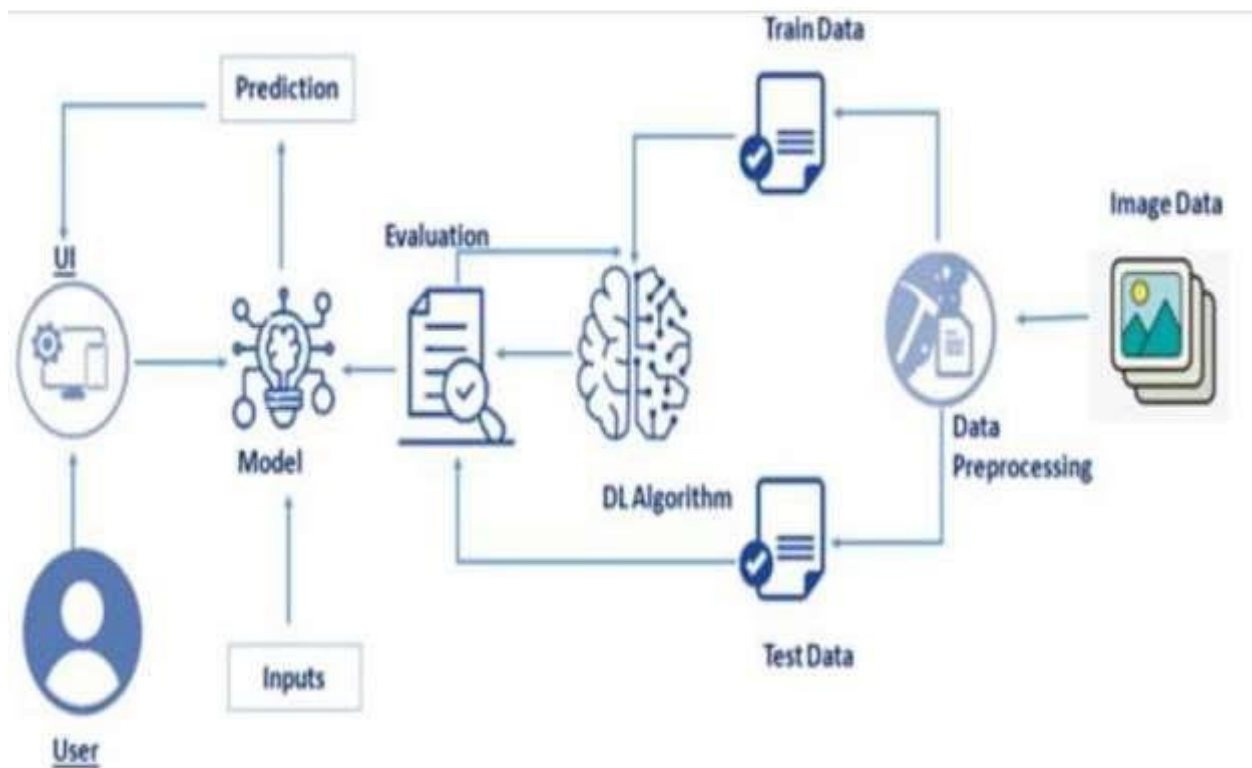 Train Data
Prediction
Image Data
Evaluation
UI
Data
Preprocessing
Model
DL Algorithm
Test Data
Inputs
User